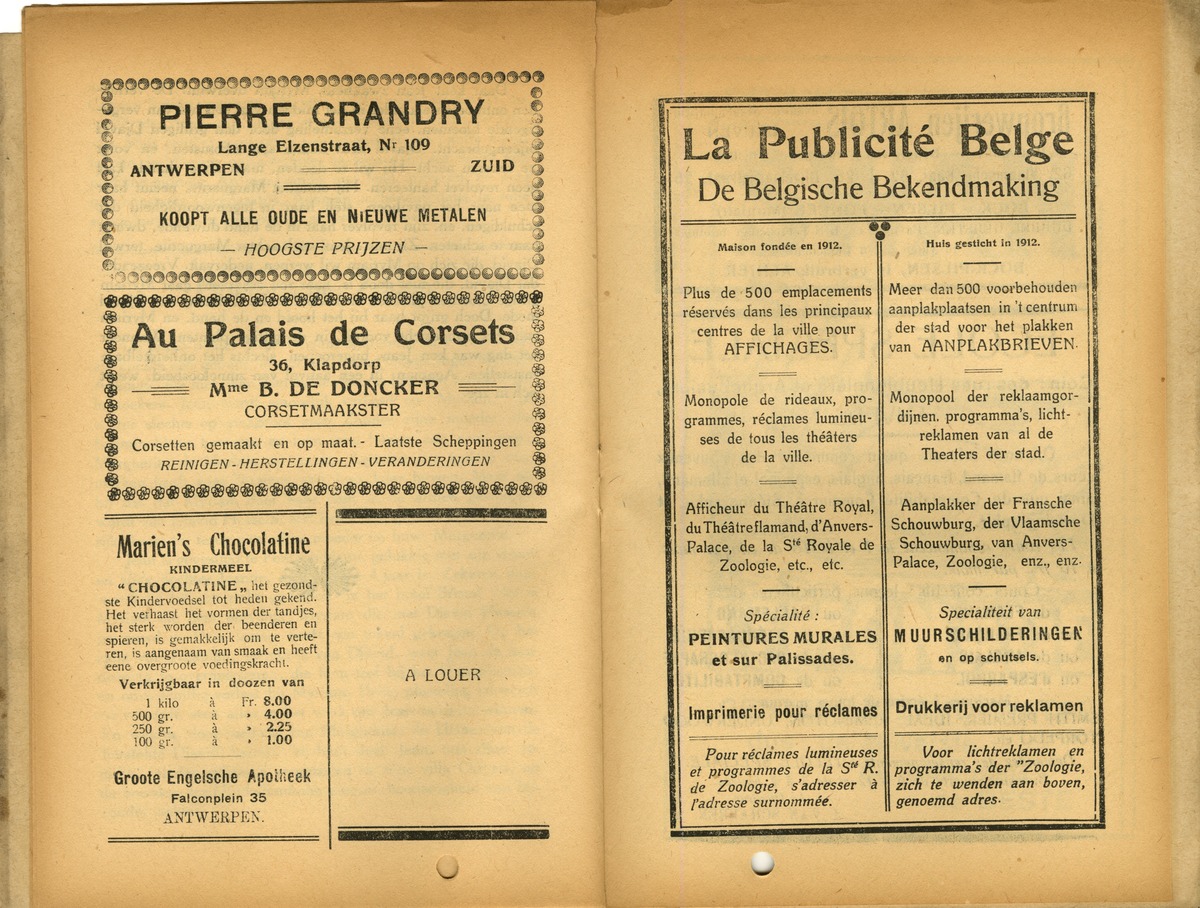 PIERRE GRANDRY
Lange Elzenstraat, Nr 109
ANTWERPEN ZUID
KOOPT ALLE OUDE EN NIEUWE METALEN
— HOOGSTE PRIJZEN —
Au Palais de Corsets
36, Klapdorp
Mme B. DE DONCKER
CORSETMAAKSTER
Corsetten gemaakt en op maat. - Laatste Scheppingen
REINIGEN - HERSTELLINGEN - VERANDERINGEN
Marien's Chocolatine
KINDERMEEL
“CHOCOLATINE„ het gezond-
ste Kindervoedsel tot heden gekend.
Het verhaast het vormen der tandjes,
het sterk worden der beenderen en
spieren, is gemakkelijk om te verte-
ren, is aangenaam van smaak en heeft
eene overgroote voedingskracht.
Verkrijgbaar in doozen van
1 kilo à Fr. 8.00
500 gr. à » 4.00
250 gr. à » 2.25
100 gr. à » 1.00
Groote Engelsche Apotheek
Falconplein 35
ANTWERPEN.
A LOUER
La Publicité Belge
De Belgische Bekendmaking
Maison fondée en 1912.
Plus de 500 emplacements
réservés dans les principaux
centres de la ville pour
AFFICHAGES.
Monopole de rideaux, pro-
grammes, réclames lumineu-
ses de tous les théâters
de la ville.
Afficheur du Théâtre Royal,
du Théâtre flamand, d'Anvers-
Palace, de la Sté Royale de
Zoologie, etc., etc.
Spécialité :
PEINTURES MURALES
et sur Palissades.
Imprimerie pour réclames
Pour réclames lumineuses
et programmes de la Sté R.
de Zoologie, s'adresser à
l'adresse surnommée.
Huis gesticht in 1912.
Meer dan 500 voorbehouden
aanplakplaatsen in 't centrum
der stad voor het plakken
van AANPLAKBRIEVEN.
Monopool der reklaamgor-
dijnen. programma's, licht-
reklamen van al de
Theaters der stad.
Aanplakker der Fransche
Schouwburg, der Vlaamsche
Schouwburg, van Anvers-
Palace, Zoologie, enz., enz.
Specialiteit van
MUURSCHILDERINGEN
en op schutsels.
Drukkerij voor reklamen
Voor lichtreklamen en
programma's der "Zoologie,
zich te wenden aan boven,
genoemd adres.